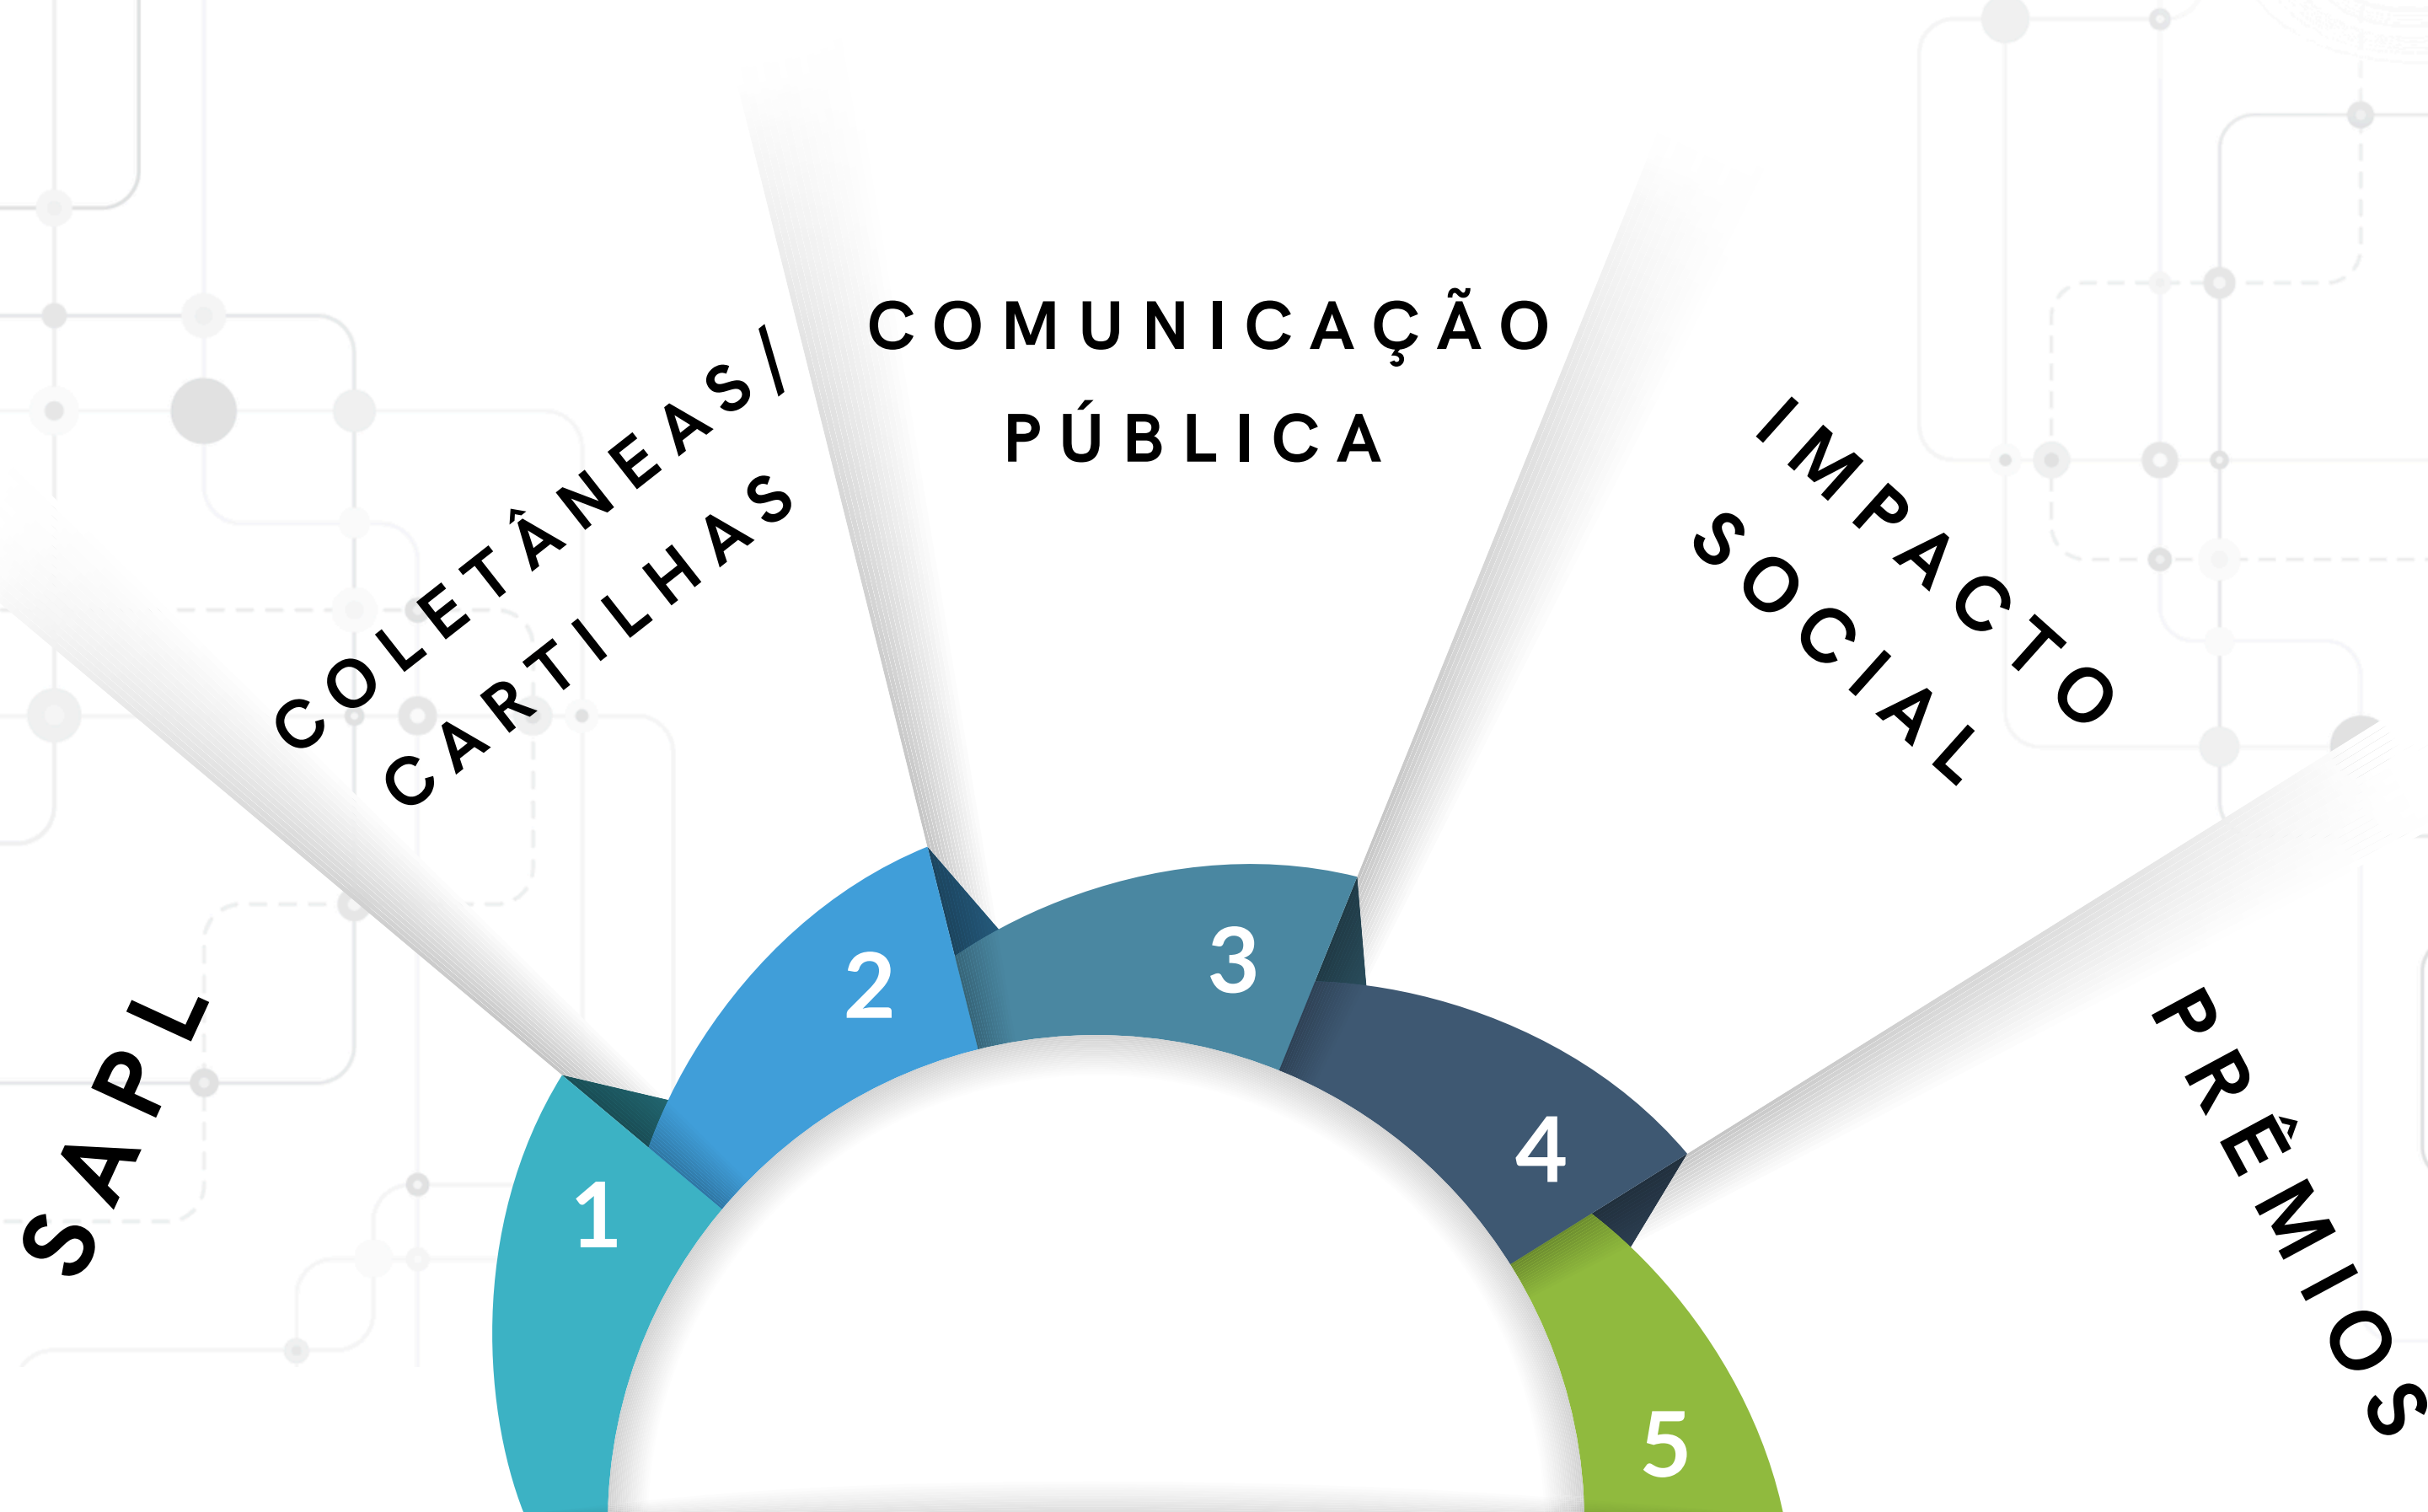 SAPL
1
COLETÂNEAS/
CARTILHAS
2
COMUNICAÇÃO
PÚBLICA
3
IMPACTO
SOCIAL
4
PRÊMIOS
5